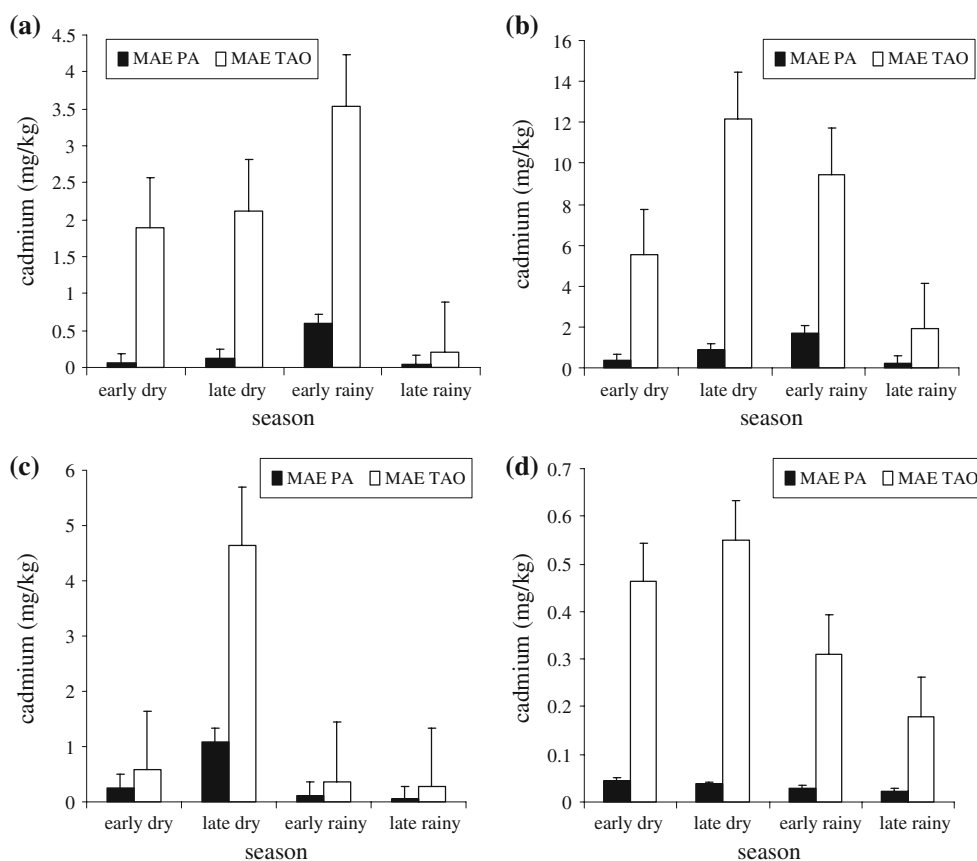 (a)
4.5
MAE PA MAE TAO
4
3.5
3
2.5
2
1.5
1
0.5
0
cadmium (mg/kg)
early dry late dry early rainy late rainy
season
(b)
16
MAE PA MAE TAO
14
12
10
8
6
4
2
0
cadmium (mg/kg)
early dry late dry early rainy late rainy
season
(c)
6
MAE PA MAE TAO
5
4
3
2
1
0
cadmium (mg/kg)
early dry late dry early rainy late rainy
season
(d)
0.7
MAE PA MAE TAO
0.6
0.5
0.4
0.3
0.2
0.1
0
cadmium (mg/kg)
early dry late dry early rainy late rainy
season